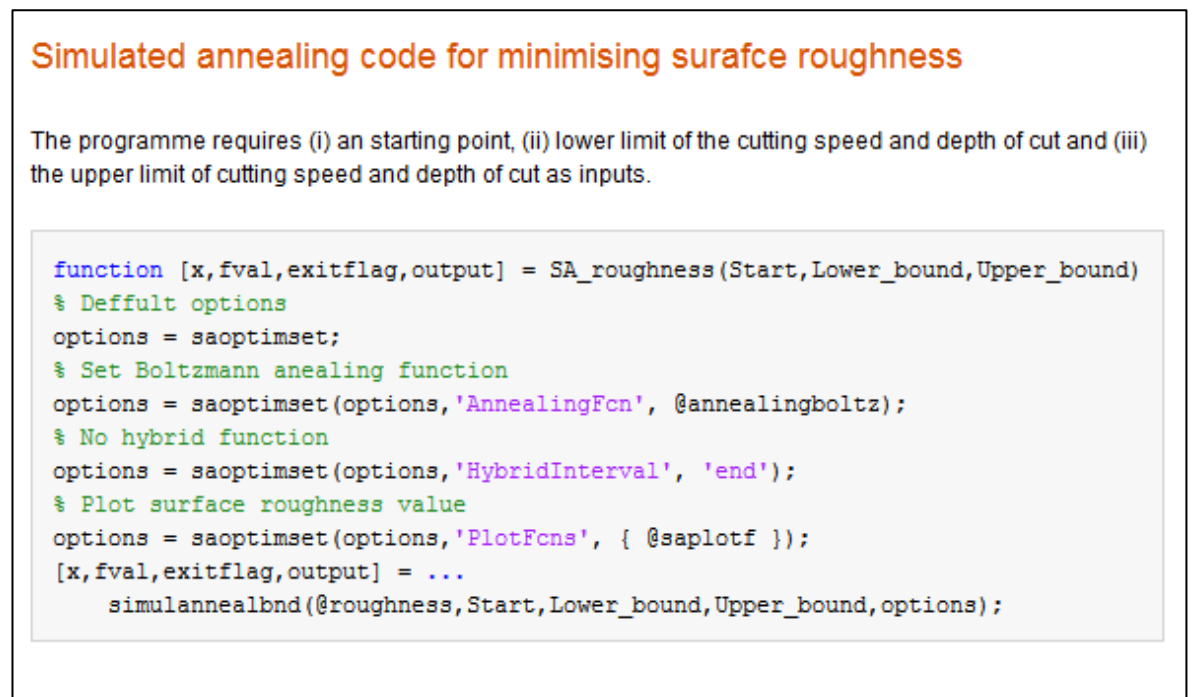 Simulated annealing code for minimising surafce roughness
The programme requires (i) an starting point, (ii) lower limit of the cutting speed and depth of cut and (iii)
the upper limit of cutting speed and depth of cut as inputs.
function [x,fval,exitflag,output] = SA_roughness(Start,Lower_bound,Upper_bound)
% Deffult options
options = saoptimset;
% Set Boltzmann anealing function
options = saoptimset(options,'AnnealingFcn', @annealingboltz);
% No hybrid function
options = saoptimset(options,'HybridInterval', 'end');
% Plot surface roughness value
options = saoptimset(options,'PlotFcns', { @saplotf });
[x,fval,exitflag,output] = ...
    simulannealbnd(@roughness,Start,Lower_bound,Upper_bound,options);